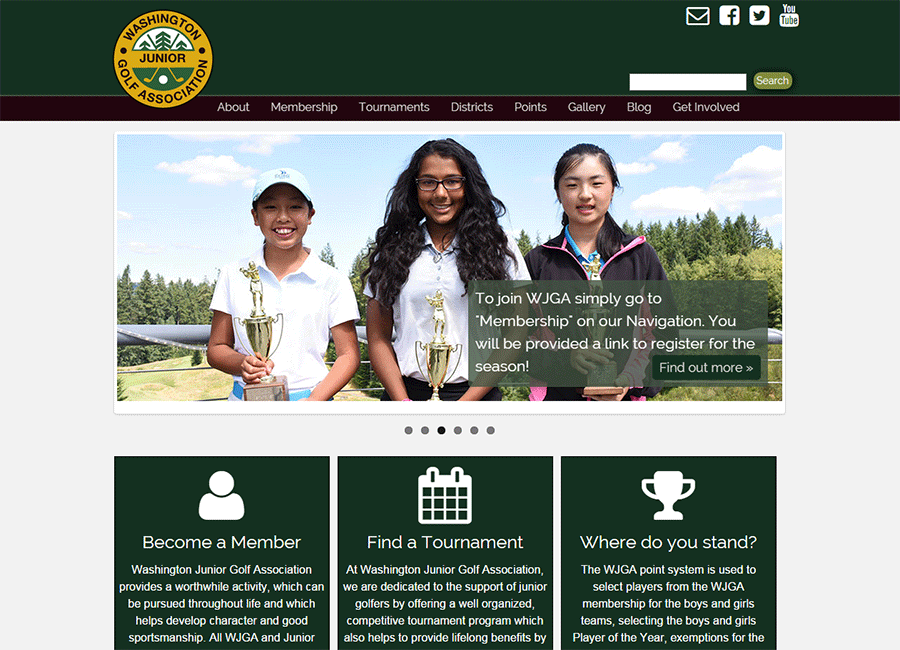 WASHINGTON
JUNIOR
GOLF ASSOCIATION
You
Tube
Search
About Membership Tournaments Districts Points Gallery Blog Get Involved
To join WJGA simply go to
"Membership" on our Navigation. You
will be provided a link to register for the
season!
Find out more »
Become a Member
Washington Junior Golf Association
provides a worthwhile activity, which can
be pursued throughout life and which
helps develop character and good
sportsmanship. All WJGA and Junior
Find a Tournament
At Washington Junior Golf Association,
we are dedicated to the support of junior
golfers by offering a well organized,
competitive tournament program which
also helps to provide lifelong benefits by
Where do you stand?
The WJGA point system is used to
select players from the WJGA
membership for the boys and girls
teams, selecting the boys and girls
Player of the Year, exemptions for the